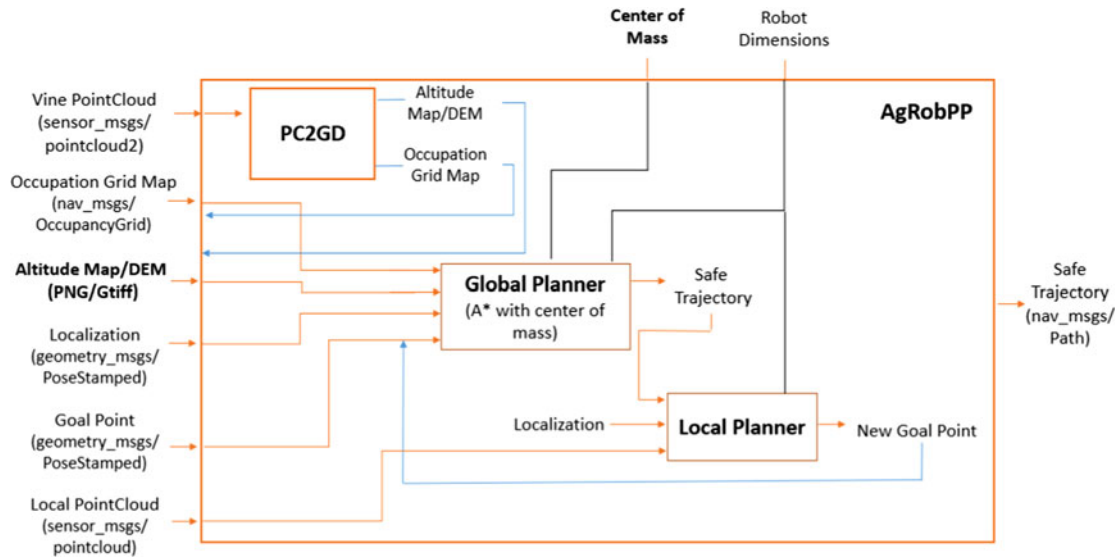 Center of
Mass
Robot
Dimensions
Vine PointCloud
(sensor_msgs/
pointcloud2)
PC2GD
Altitude
Map/DEM
Occupation
Grid Map
AgRobPP
Occupation Grid Map
(nav_msgs/
OccupancyGrid)
Altitude Map/DEM
(PNG/Gtiff)
Global Planner
(A* with center of
mass)
Safe
Trajectory
Safe
Trajectory
(nav_msgs/
Path)
Localization
(geometry_msgs/
PoseStamped)
Goal Point
(geometry_msgs/
PoseStamped)
Localization
Local Planner
New Goal Point
Local PointCloud
(sensor_msgs/
pointcloud)